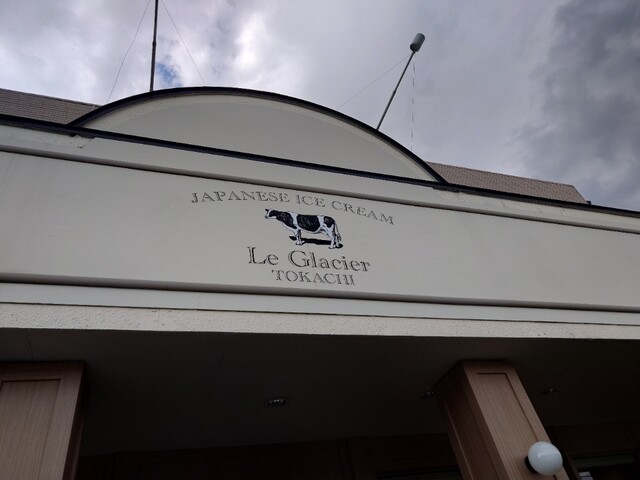 JAPANESE ICE CREAM
Le Glacier
TOKACHI